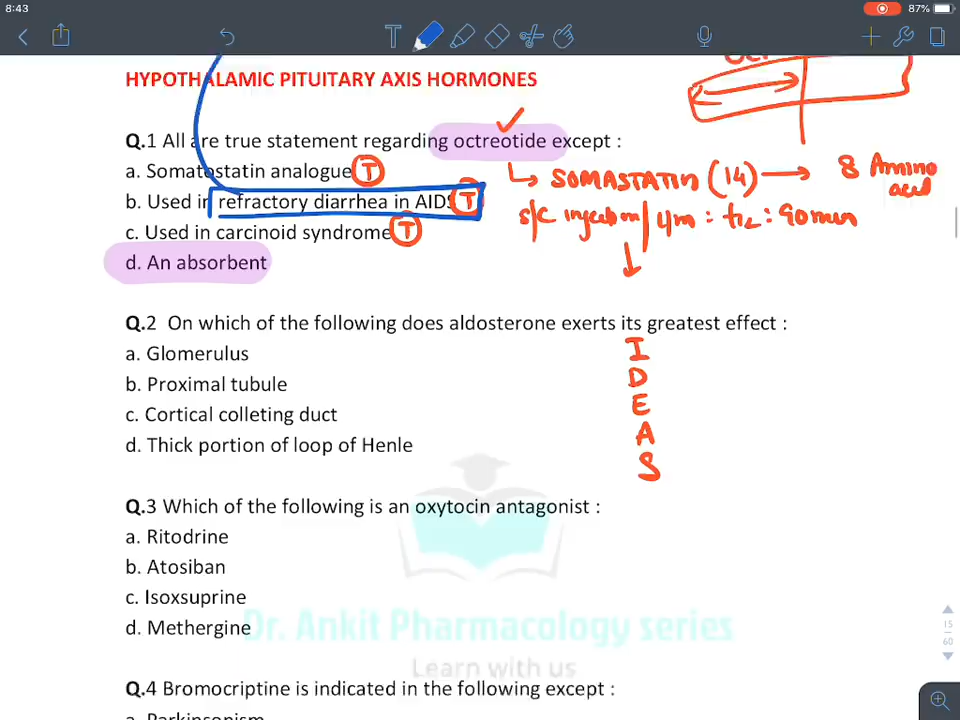 8:43
87%
HYPOTHALAMIC PITUITARY AXIS HORMONES
Q.1 All are true statement regarding octreotide except :
a. Somatostatin analogue T
b. Used in refractory diarrhea in AIDS T
c. Used in carcinoid syndrome T
d. An absorbent
SOMASTATIN (14) → 8 Amino acid
S/C injection / I/m : t1/2 : 90 min
I
D
E
A
S
Q.2 On which of the following does aldosterone exerts its greatest effect :
a. Glomerulus
b. Proximal tubule
c. Cortical colleting duct
d. Thick portion of loop of Henle
Q.3 Which of the following is an oxytocin antagonist :
a. Ritodrine
b. Atosiban
c. Isoxsuprine
d. Methergine
Dr. Ankit Pharmacology series
Learn with us
Q.4 Bromocriptine is indicated in the following except :
a. Parkinsonism
15
60